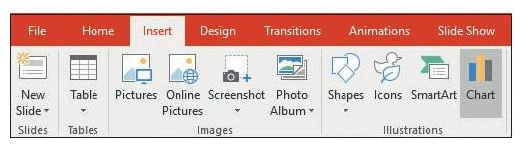 File Home Insert Design Transitions Animations Slide Show
New Slide Table Pictures Online Pictures Screenshot Photo Album Shapes Icons SmartArt Chart
Slides Tables Images Illustrations